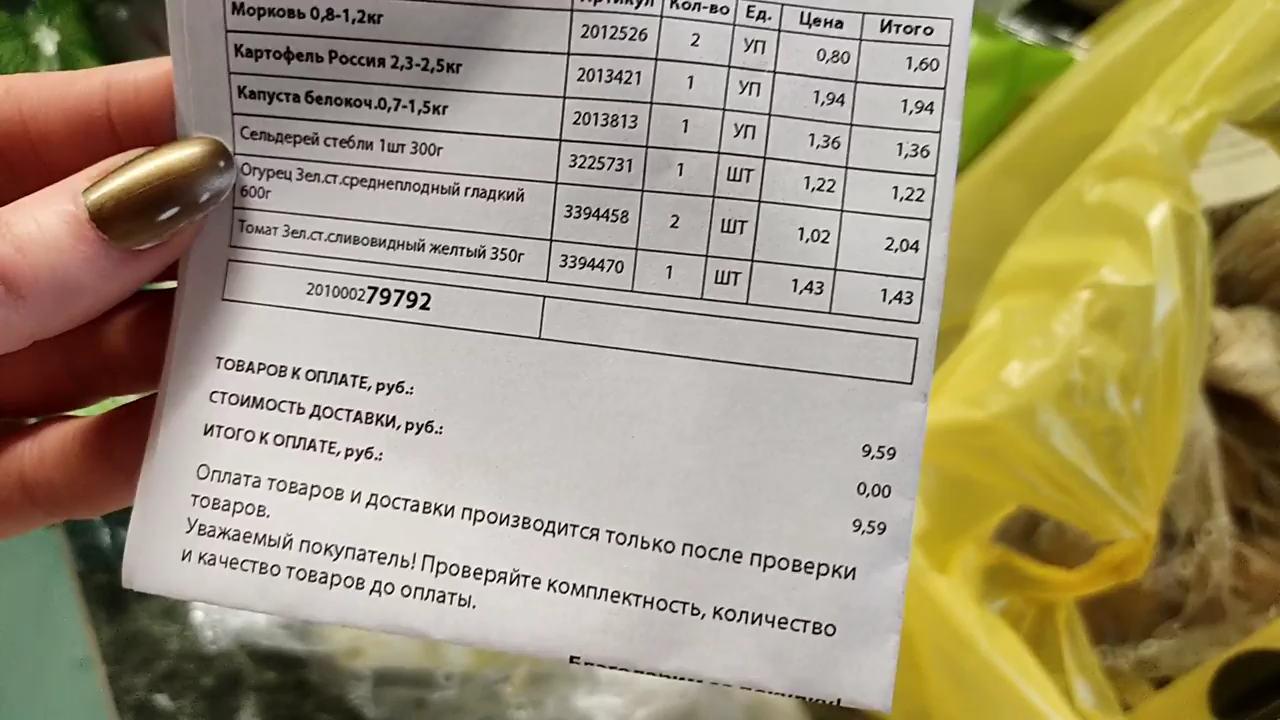 Артикул Кол-во Ед. Цена Итого
Морковь 0,8-1,2кг 2012526 2 УП 0,80 1,60
Картофель Россия 2,3-2,5кг 2013421 1 УП 1,94 1,94
Капуста белокоч.0,7-1,5кг 2013813 1 УП 1,36 1,36
Сельдерей стебли 1шт 300г 3225731 1 ШТ 1,22 1,22
Огурец Зел.ст.среднеплодный гладкий
600г 3394458 2 ШТ 1,02 2,04
Томат Зел.ст.сливовидный желтый 350г 3394470 1 ШТ 1,43 1,43
201000279792
ТОВАРОВ К ОПЛАТЕ, руб.: 9,59
СТОИМОСТЬ ДОСТАВКИ, руб.: 0,00
ИТОГО К ОПЛАТЕ, руб.: 9,59
Оплата товаров и доставки производится только после проверки
товаров.
Уважаемый покупатель! Проверяйте комплектность, количество
и качество товаров до оплаты.